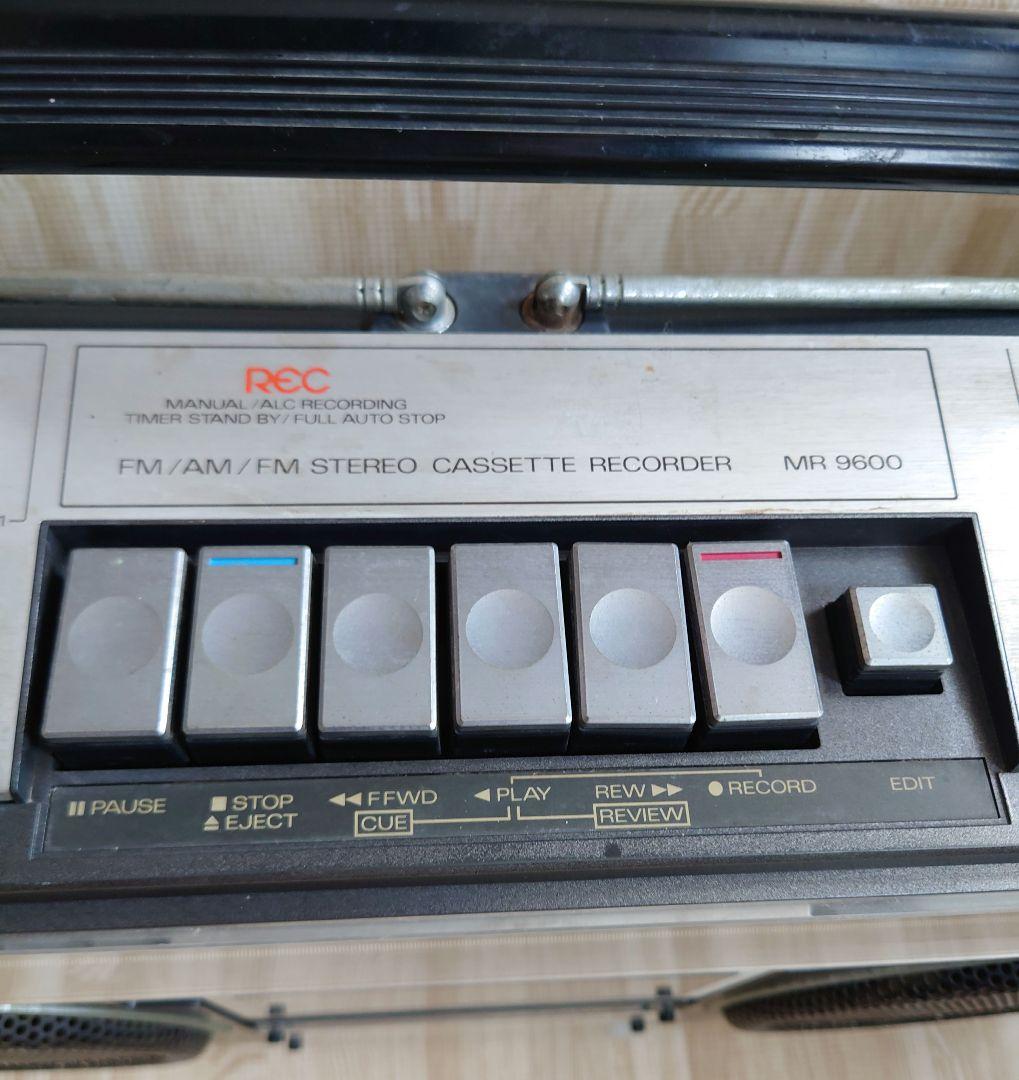 REC
MANUAL/ALC RECORDING
TIMER STAND BY/FULL AUTO STOP
FM/AM/FM STEREO CASSETTE RECORDER MR 9600
⏸PAUSE ■STOP ◀◀FFWD ◀PLAY REW▶▶ ●RECORD EDIT
⏏EJECT CUE REVIEW